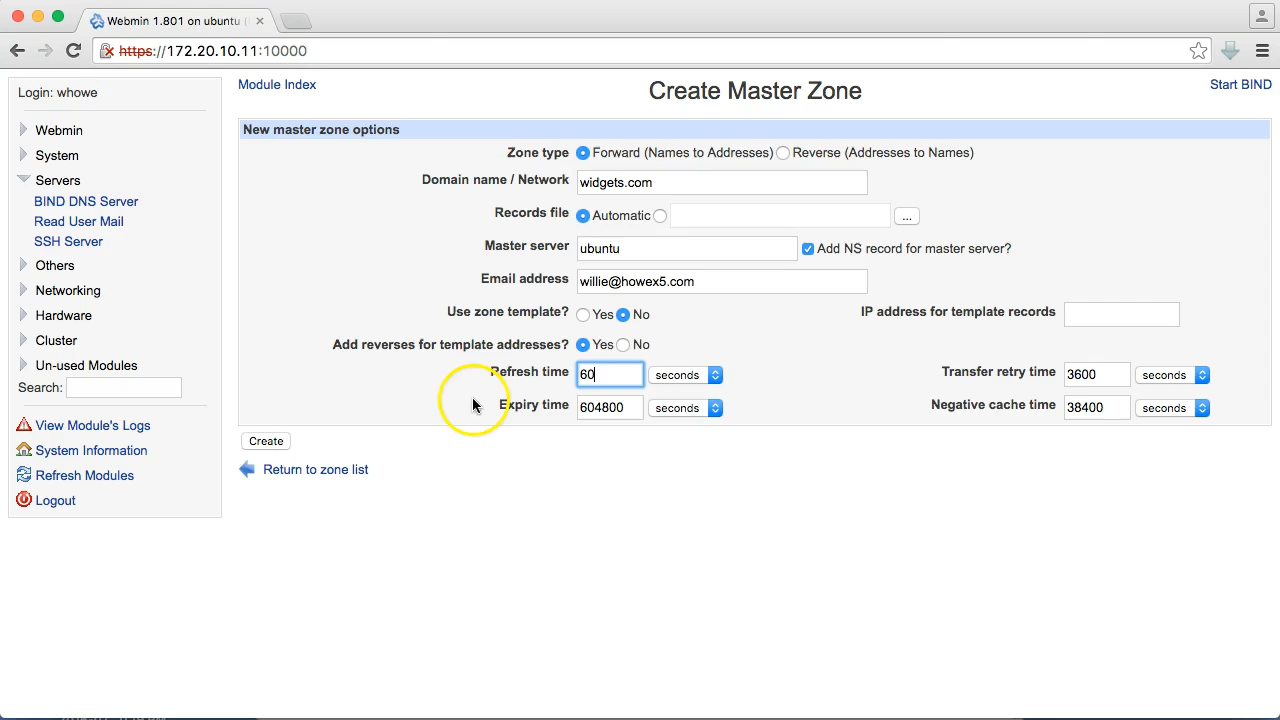 Webmin 1.801 on ubuntu (
https://172.20.10.11:10000
Login: whowe
Webmin
System
Servers
BIND DNS Server
Read User Mail
SSH Server
Others
Networking
Hardware
Cluster
Un-used Modules
Search:
View Module's Logs
System Information
Refresh Modules
Logout
Module Index
Create Master Zone
Start BIND
New master zone options
Zone type Forward (Names to Addresses) Reverse (Addresses to Names)
Domain name / Network widgets.com
Records file Automatic ...
Master server ubuntu Add NS record for master server?
Email address willie@howex5.com
Use zone template? Yes No IP address for template records
Add reverses for template addresses? Yes No
Refresh time 60 seconds Transfer retry time 3600 seconds
Expiry time 604800 seconds Negative cache time 38400 seconds
Create
Return to zone list